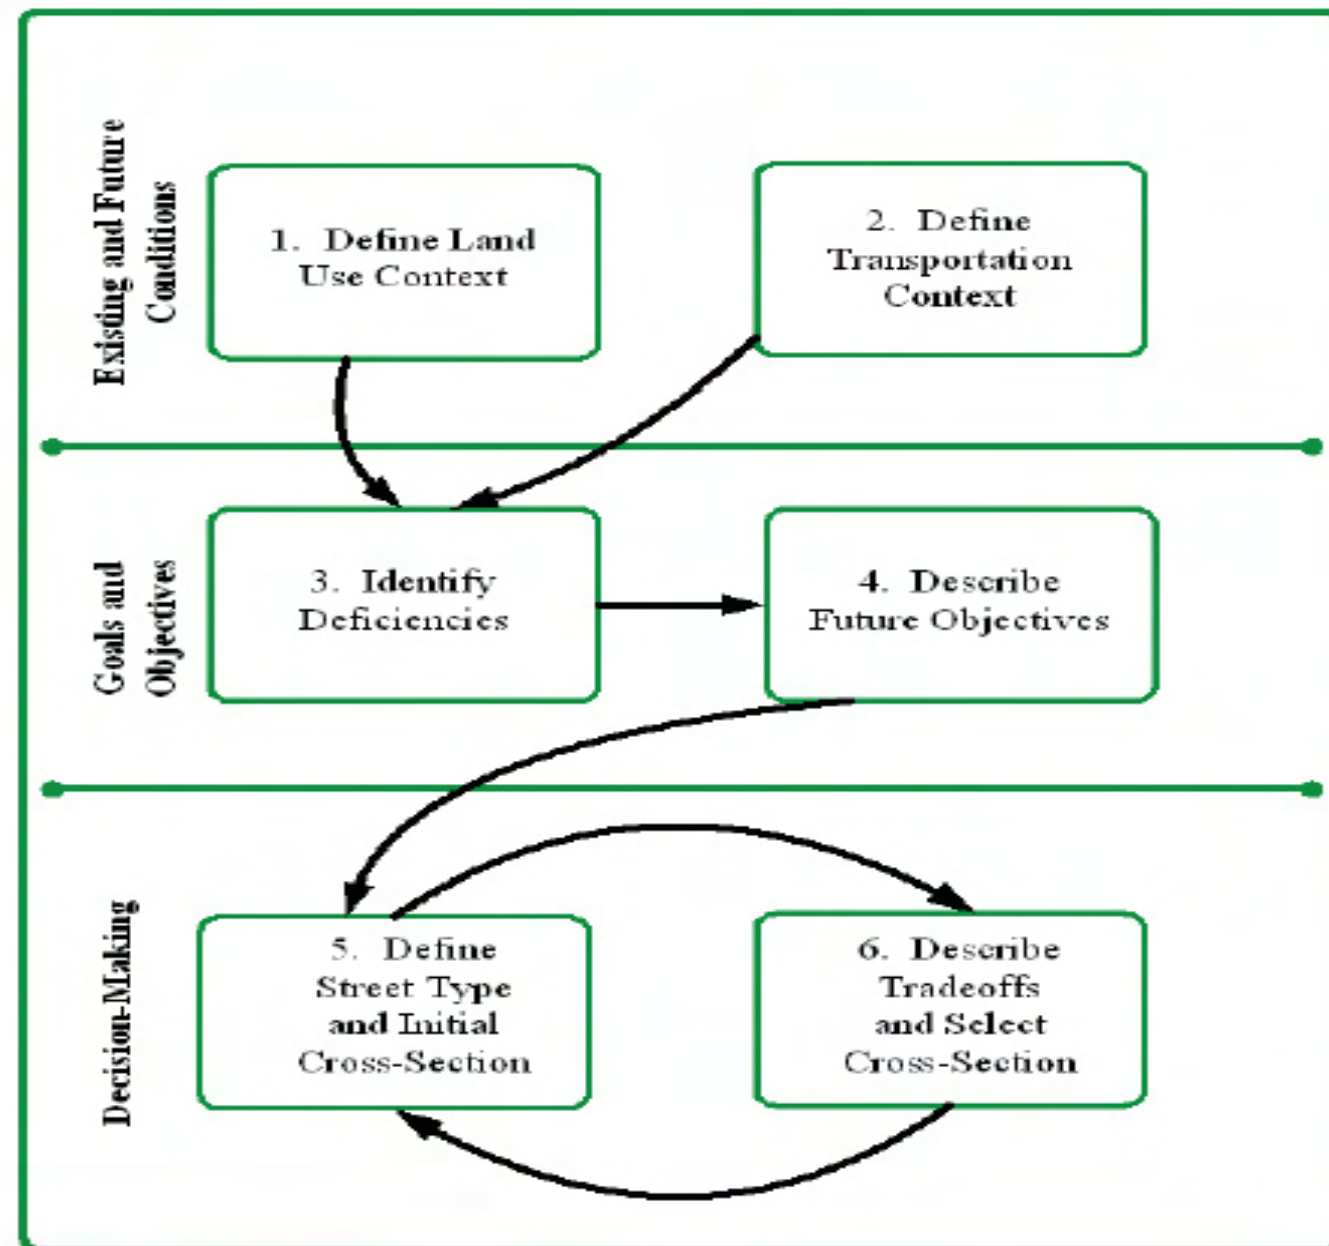 Existing and Future
Conditions
1. Define Land
Use Context
2. Define
Transportation
Context
Goals and
Objectives
3. Identify
Deficiencies
4. Describe
Future Objectives
Decision-Making
5. Define
Street Type
and Initial
Cross-Section
6. Describe
Tradeoffs
and Select
Cross-Section